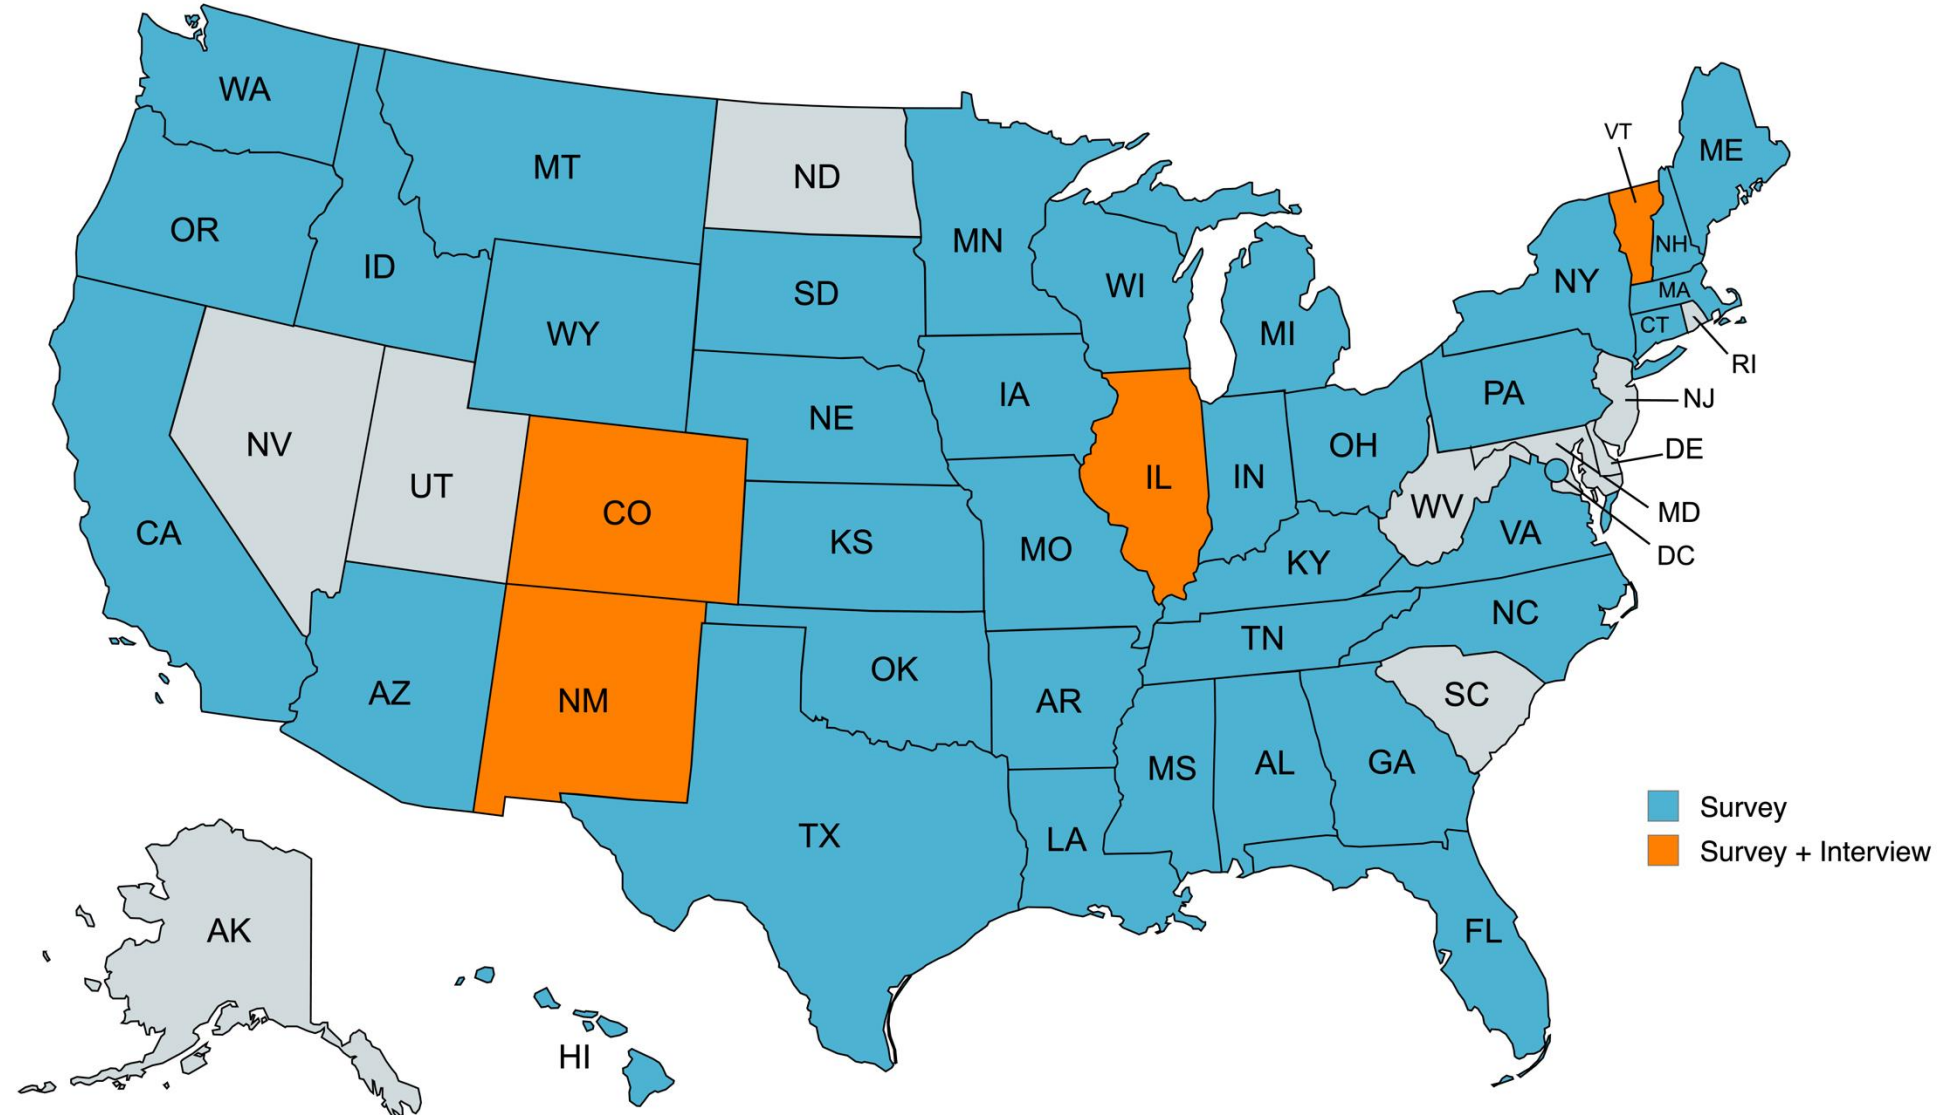 WA
MT
ND
VT
ME
OR
ID
MN
NH
WI
NY
MA
SD
CT
WY
MI
RI
IA
PA
NJ
NE
OH
DE
NV
IL
IN
UT
WV
MD
CO
CA
KS
MO
VA
DC
KY
NC
TN
OK
AZ
NM
AR
SC
MS
AL
GA
Survey
TX
LA
Survey + Interview
AK
FL
HI